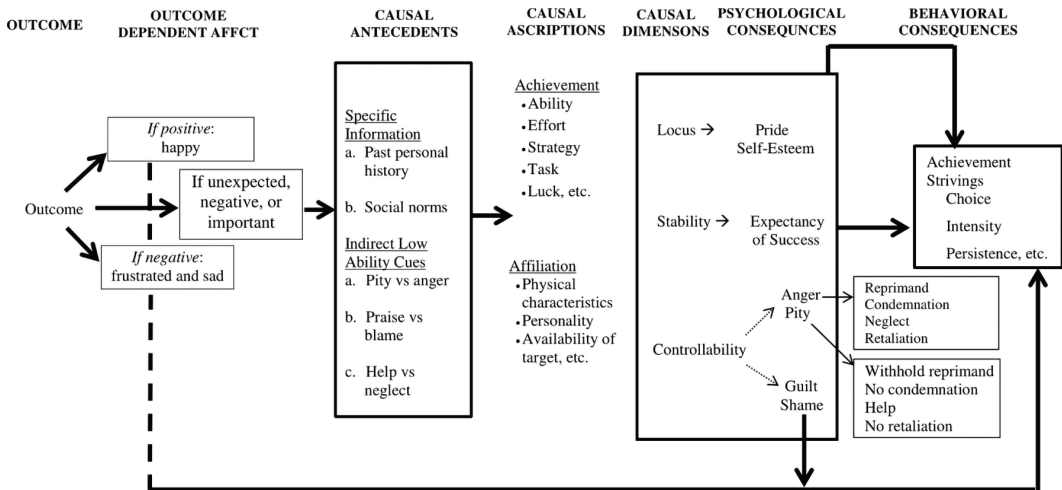 OUTCOME
OUTCOME
DEPENDENT AFFCT
CAUSAL
ANTECEDENTS
CAUSAL
ASCRIPTIONS
CAUSAL
DIMENSONS
PSYCHOLOGICAL
CONSEQUNCES
BEHAVIORAL
CONSEQUENCES
Outcome
If positive:
happy
If unexpected,
negative, or
important
If negative:
frustrated and sad
Specific
Information
a. Past personal
history
b. Social norms
Indirect Low
Ability Cues
a. Pity vs anger
b. Praise vs
blame
c. Help vs
neglect
Achievement
• Ability
• Effort
• Strategy
• Task
• Luck, etc.
Affiliation
• Physical
characteristics
• Personality
• Availability of
target, etc.
Locus → Pride
Self-Esteem
Stability → Expectancy
of Success
Controllability
Anger
Pity
Guilt
Shame
Achievement
Strivings
Choice
Intensity
Persistence, etc.
Reprimand
Condemnation
Neglect
Retaliation
Withhold reprimand
No condemnation
Help
No retaliation